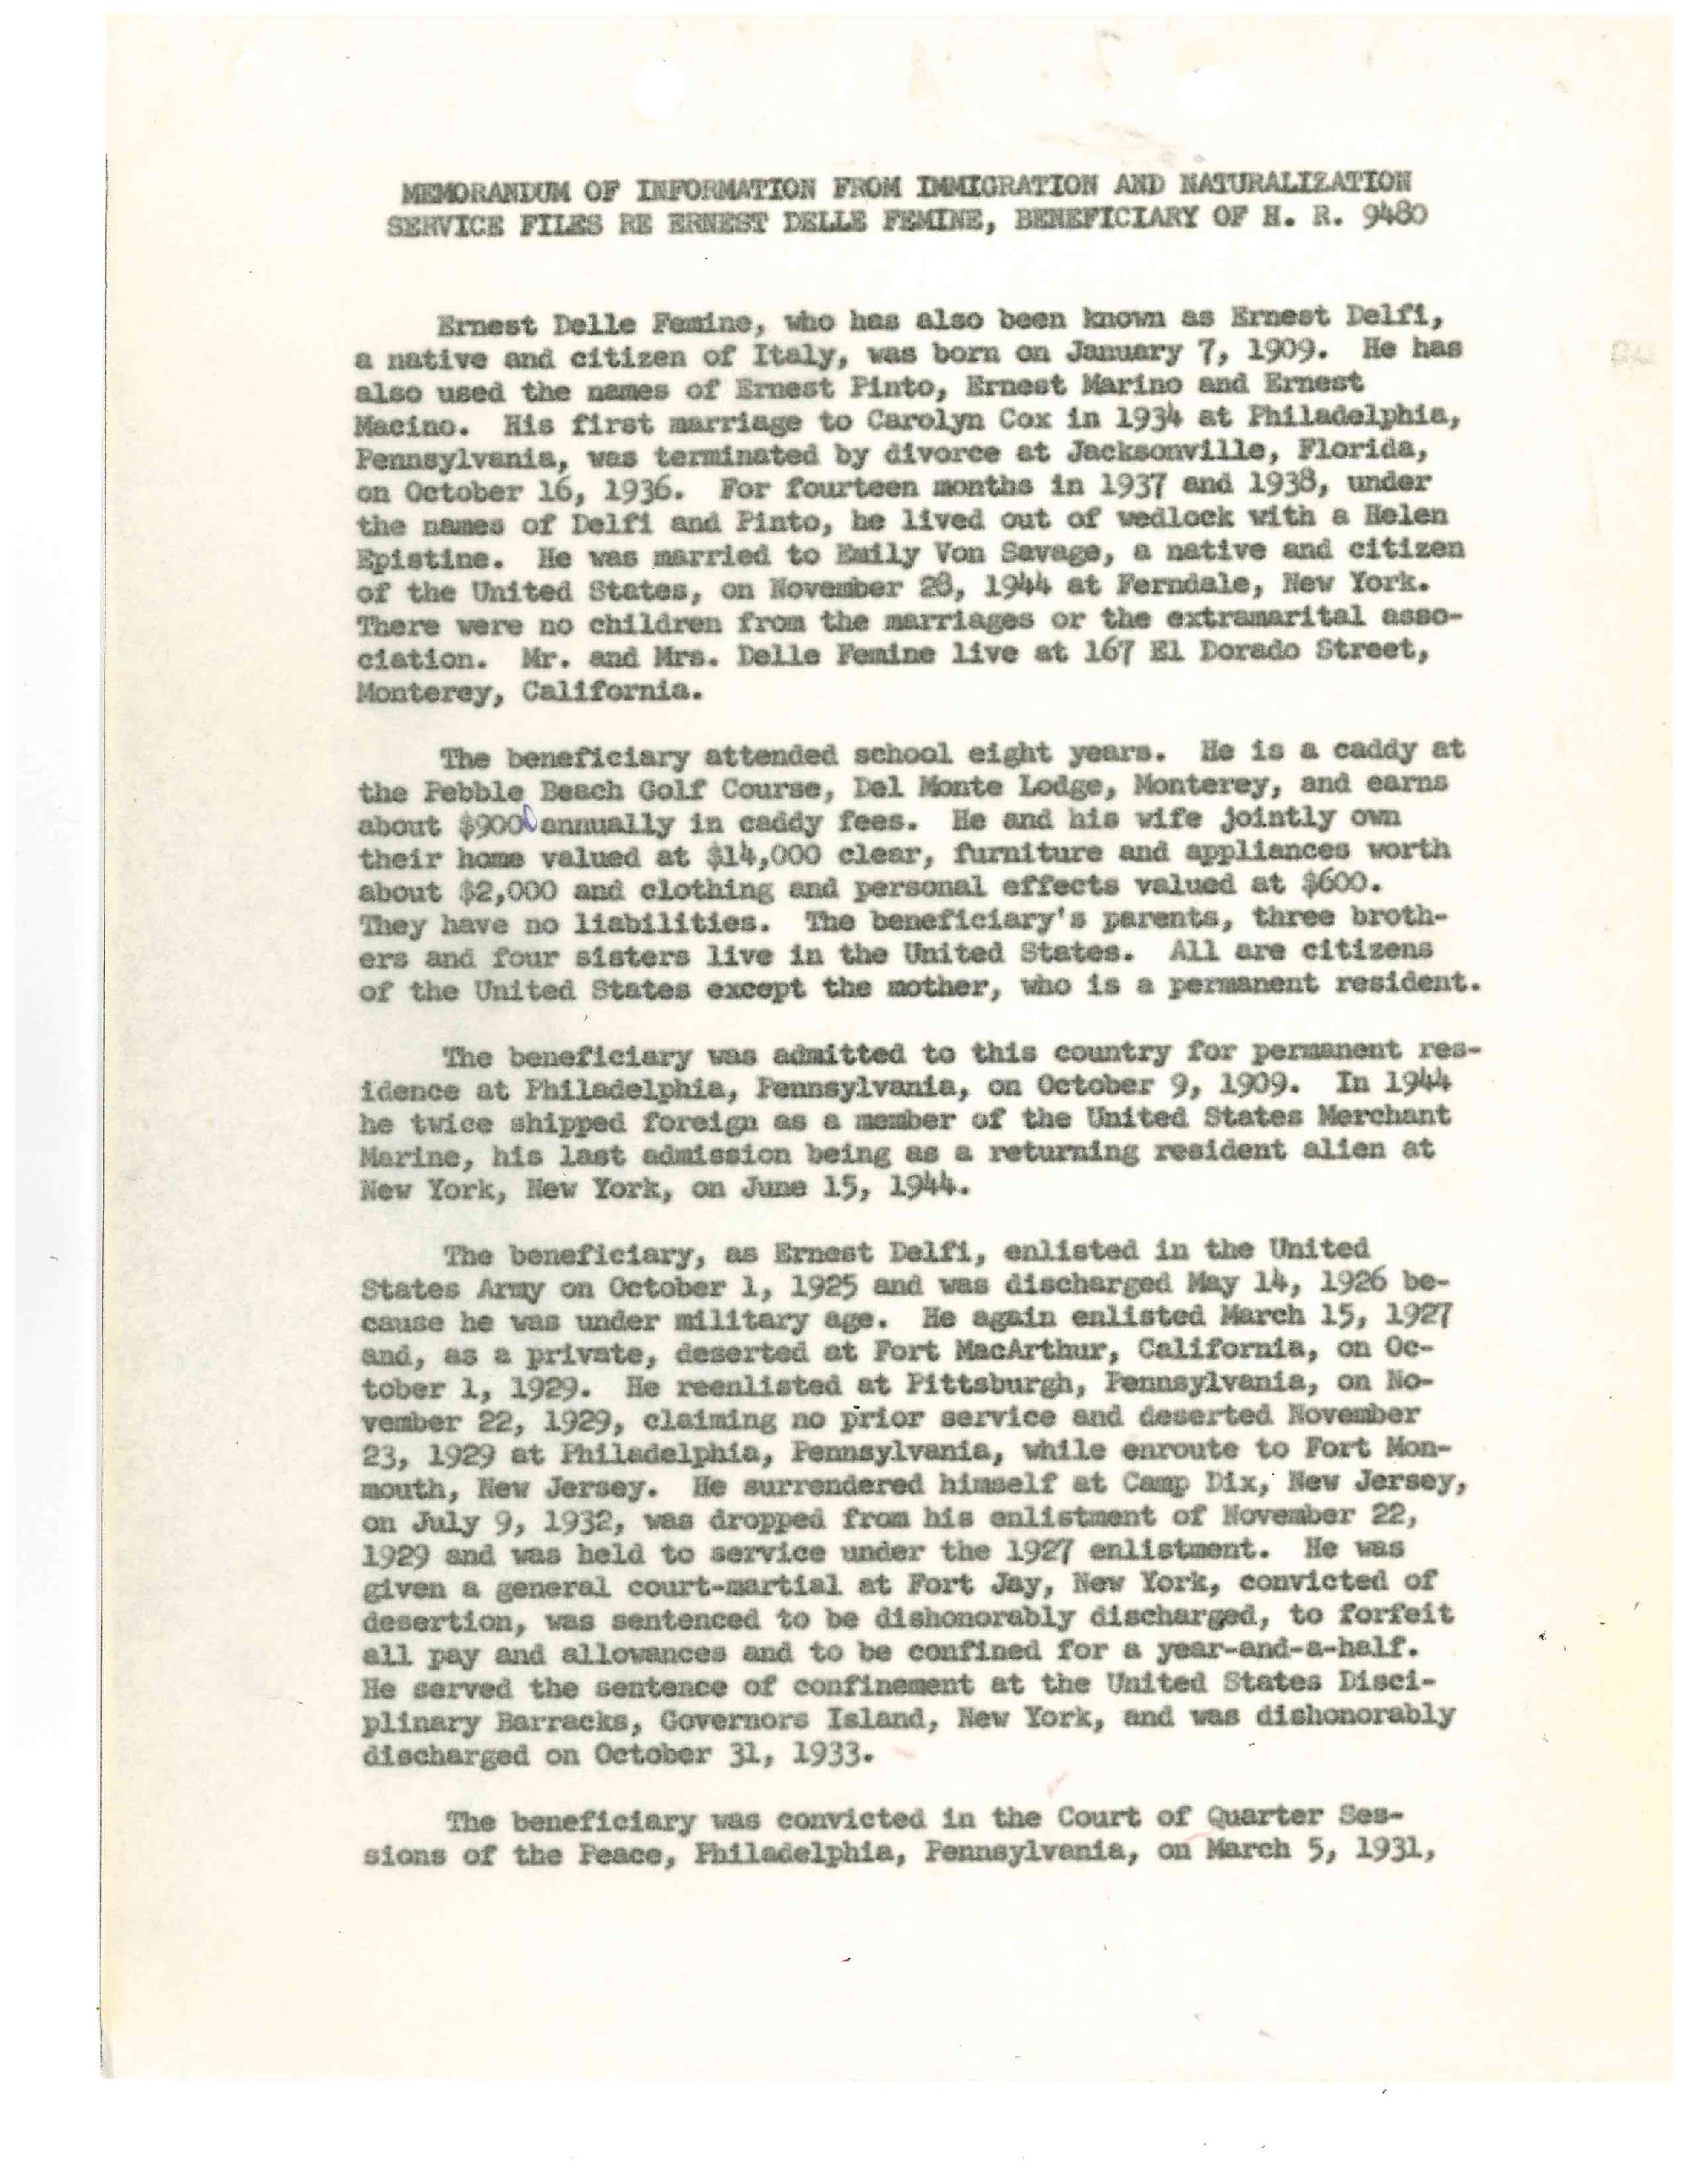 MEMORANDUM OF INFORMATION FROM IMMIGRATION AND NATURALIZATION
SERVICE FILES RE ERNEST DELLE FEMINE, BENEFICIARY OF H. R. 9480
Ernest Delle Femine, who has also been known as Ernest Delfi,
a native and citizen of Italy, was born on January 7, 1909. He has
also used the names of Ernest Pinto, Ernest Marino and Ernest
Macino. His first marriage to Carolyn Cox in 1934 at Philadelphia,
Pennsylvania, was terminated by divorce at Jacksonville, Florida,
on October 16, 1936. For fourteen months in 1937 and 1938, under
the names of Delfi and Pinto, he lived out of wedlock with a Helen
Epistine. He was married to Emily Von Savage, a native and citizen
of the United States, on November 28, 1944 at Ferndale, New York.
There were no children from the marriages or the extramarital asso-
ciation. Mr. and Mrs. Delle Femine live at 167 El Dorado Street,
Monterey, California.
The beneficiary attended school eight years. He is a caddy at
the Pebble Beach Golf Course, Del Monte Lodge, Monterey, and earns
about $9000 annually in caddy fees. He and his wife jointly own
their home valued at $14,000 clear, furniture and appliances worth
about $2,000 and clothing and personal effects valued at $600.
They have no liabilities. The beneficiary's parents, three broth-
ers and four sisters live in the United States. All are citizens
of the United States except the mother, who is a permanent resident.
The beneficiary was admitted to this country for permanent res-
idence at Philadelphia, Pennsylvania, on October 9, 1909. In 1944
he twice shipped foreign as a member of the United States Merchant
Marine, his last admission being as a returning resident alien at
New York, New York, on June 15, 1944.
The beneficiary, as Ernest Delfi, enlisted in the United
States Army on October 1, 1925 and was discharged May 14, 1926 be-
cause he was under military age. He again enlisted March 15, 1927
and, as a private, deserted at Fort MacArthur, California, on Oc-
tober 1, 1929. He reenlisted at Pittsburgh, Pennsylvania, on No-
vember 22, 1929, claiming no prior service and deserted November
23, 1929 at Philadelphia, Pennsylvania, while enroute to Fort Mon-
mouth, New Jersey. He surrendered himself at Camp Dix, New Jersey,
on July 9, 1932, was dropped from his enlistment of November 22,
1929 and was held to service under the 1927 enlistment. He was
given a general court-martial at Fort Jay, New York, convicted of
desertion, was sentenced to be dishonorably discharged, to forfeit
all pay and allowances and to be confined for a year-and-a-half.
He served the sentence of confinement at the United States Disci-
plinary Barracks, Governors Island, New York, and was dishonorably
discharged on October 31, 1933.
The beneficiary was convicted in the Court of Quarter Ses-
sions of the Peace, Philadelphia, Pennsylvania, on March 5, 1931,